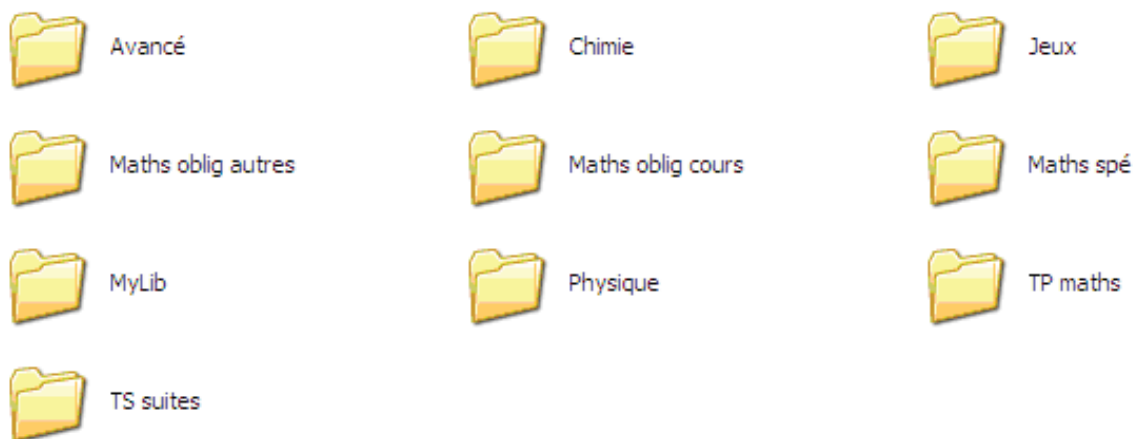 Avancé
Chimie
Jeux
Maths oblig autres
Maths oblig cours
Maths spé
MyLib
Physique
TP maths
TS suites